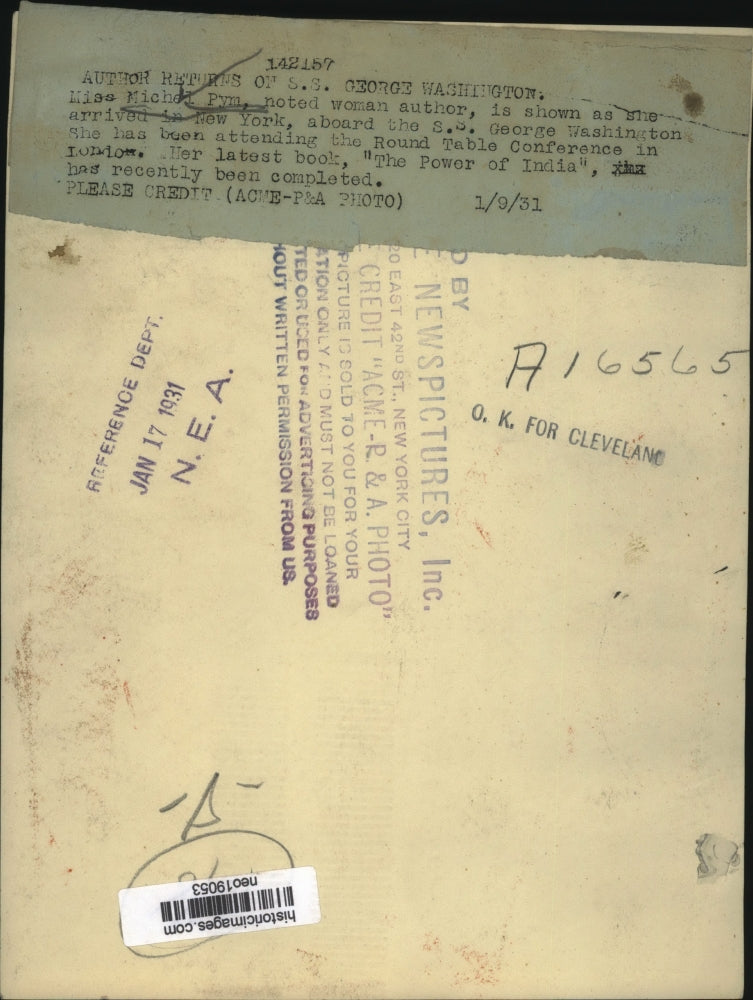 142157
AUTHOR RETURNS ON S.S. GEORGE WASHINGTON.
Miss Michel Pym, noted woman author, is shown as she
arrived in New York, aboard the S.S. George Washington
She has been attending the Round Table Conference in
London. Her latest book, "The Power of India",
has recently been completed.
PLEASE CREDIT (ACME-P&A PHOTO) 1/9/31
D BY
E NEWSPICTURES, Inc.
20 EAST 42ND ST., NEW YORK CITY
E CREDIT "ACME-P. & A. PHOTO"
PICTURE IS SOLD TO YOU FOR YOUR
ATION ONLY AND MUST NOT BE LOANED
TED OR USED FOR ADVERTISING PURPOSES
HOUT WRITTEN PERMISSION FROM US.
REFERENCE DEPT.
JAN 17 1931
N. E. A.
A16565
O. K. FOR CLEVELAND
historicimages.com
neo19053